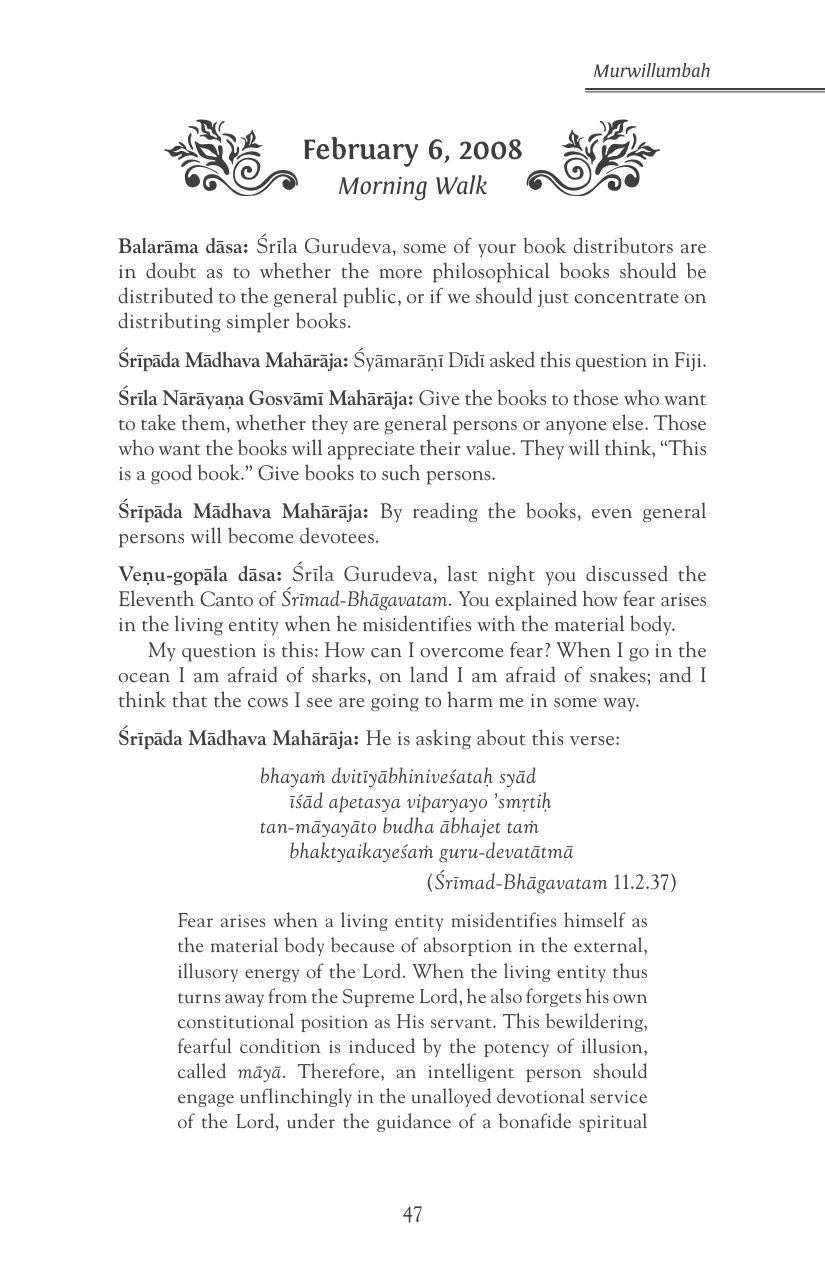 Murwillumbah
February 6, 2008
Morning Walk
Balarāma dāsa: Śrīla Gurudeva, some of your book distributors are
in doubt as to whether the more philosophical books should be
distributed to the general public, or if we should just concentrate on
distributing simpler books.
Śrīpāda Mādhava Mahārāja: Śyāmarāṇī Dīdī asked this question in Fiji.
Śrīla Nārāyaṇa Gosvāmī Mahārāja: Give the books to those who want
to take them, whether they are general persons or anyone else. Those
who want the books will appreciate their value. They will think, “This
is a good book.” Give books to such persons.
Śrīpāda Mādhava Mahārāja: By reading the books, even general
persons will become devotees.
Veṇu-gopāla dāsa: Śrīla Gurudeva, last night you discussed the
Eleventh Canto of Śrīmad-Bhāgavatam. You explained how fear arises
in the living entity when he misidentifies with the material body.
My question is this: How can I overcome fear? When I go in the
ocean I am afraid of sharks, on land I am afraid of snakes; and I
think that the cows I see are going to harm me in some way.
Śrīpāda Mādhava Mahārāja: He is asking about this verse:
bhayaṁ dvitīyābhiniveśataḥ syād
īśād apetasya viparyayo ’smṛtiḥ
tan-māyayāto budha ābhajet taṁ
bhaktyaikayeśaṁ guru-devatātmā
(Śrīmad-Bhāgavatam 11.2.37)
Fear arises when a living entity misidentifies himself as
the material body because of absorption in the external,
illusory energy of the Lord. When the living entity thus
turns away from the Supreme Lord, he also forgets his own
constitutional position as His servant. This bewildering,
fearful condition is induced by the potency of illusion,
called māyā. Therefore, an intelligent person should
engage unflinchingly in the unalloyed devotional service
of the Lord, under the guidance of a bonafide spiritual
47